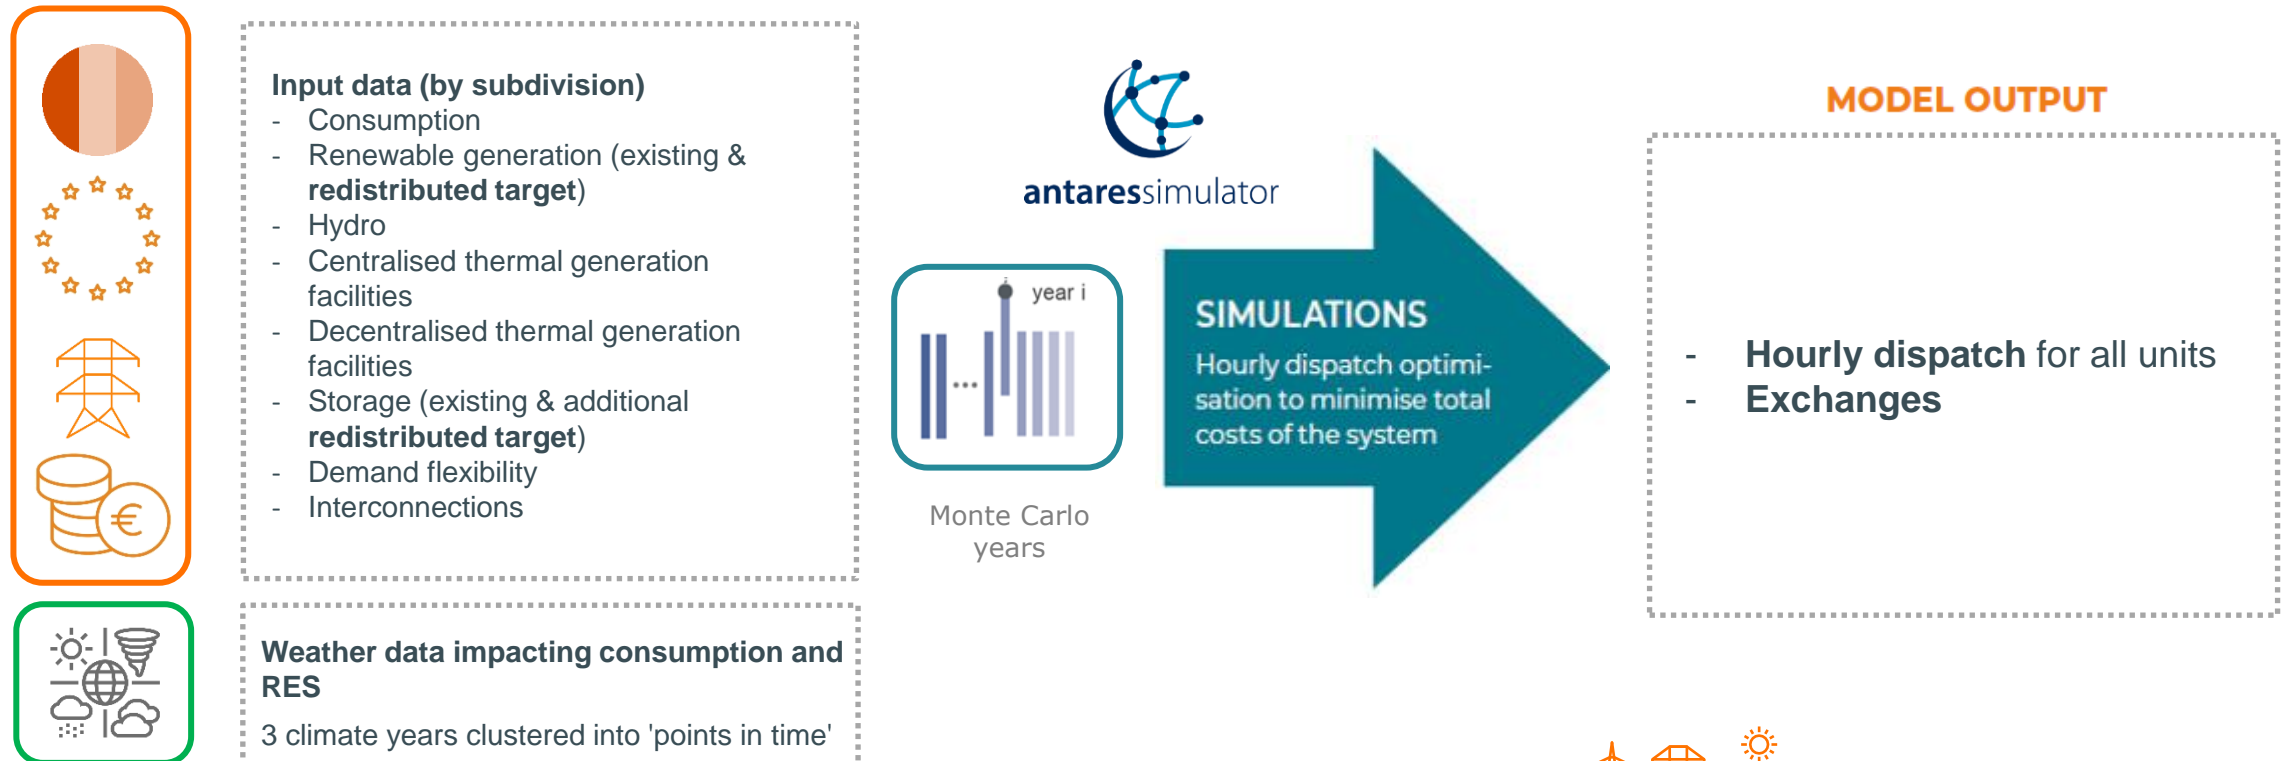 Input data (by subdivision)
- Consumption
- Renewable generation (existing &
redistributed target)
- Hydro
- Centralised thermal generation
facilities
- Decentralised thermal generation
facilities
- Storage (existing & additional
redistributed target)
- Demand flexibility
- Interconnections
Weather data impacting consumption and
RES
3 climate years clustered into 'points in time'
antaressimulator
year i
...
Monte Carlo
years
SIMULATIONS
Hourly dispatch optimi-
sation to minimise total
costs of the system
MODEL OUTPUT
- Hourly dispatch for all units
- Exchanges
€